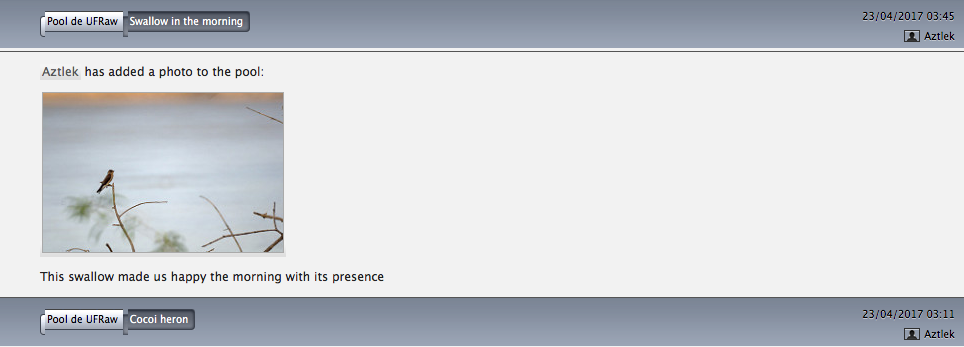 Pool de UFRaw Swallow in the morning 23/04/2017 03:45
Aztlek
Aztlek has added a photo to the pool:
This swallow made us happy the morning with its presence
Pool de UFRaw Cocoi heron 23/04/2017 03:11
Aztlek